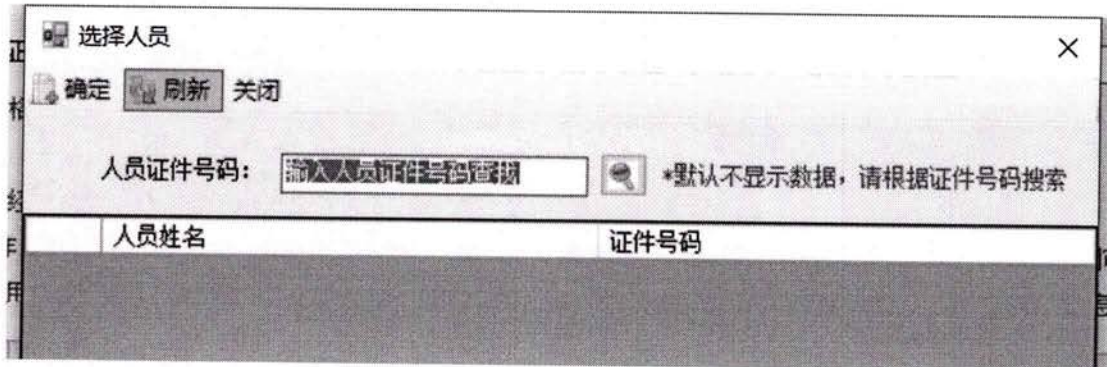 选择人员
确定 刷新 关闭
人员证件号码： 输入人员证件号码查找 *默认不显示数据，请根据证件号码搜索
人员姓名 证件号码